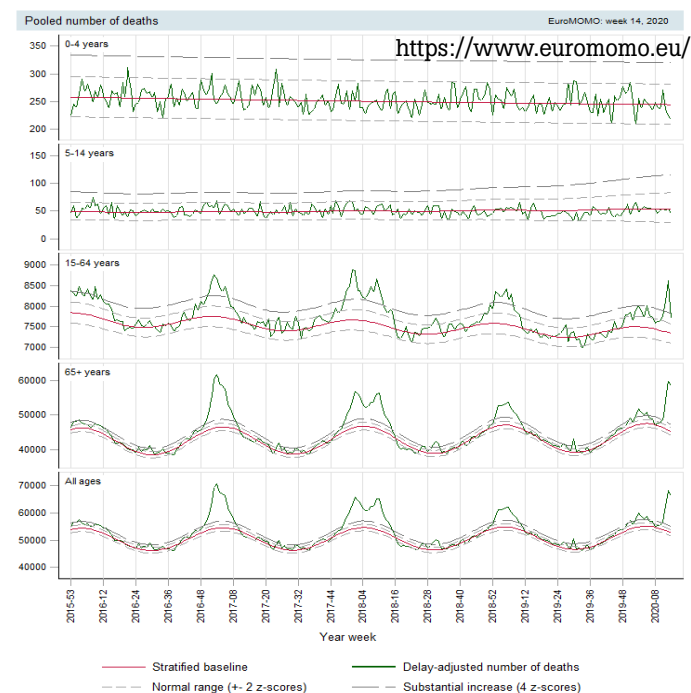 Pooled number of deaths EuroMOMO: week 14, 2020
https://www.euromomo.eu/
0-4 years
350
300
250
200
5-14 years
150
100
50
0
15-64 years
9000
8500
8000
7500
7000
65+ years
60000
50000
40000
All ages
70000
60000
50000
40000
2015-53 2016-12 2016-24 2016-36 2016-48 2017-08 2017-20 2017-32 2017-44 2018-04 2018-16 2018-28 2018-40 2018-52 2019-12 2019-24 2019-36 2019-48 2020-08
Year week
Stratified baseline Delay-adjusted number of deaths
Normal range (+- 2 z-scores) Substantial increase (4 z-scores)